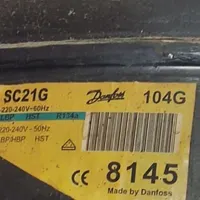 SC21G
Danfoss
104G
220-240V~60Hz
LBP HST R134a
220-240V~50Hz
LBP/HBP HST
CE 8145
Made by Danfoss